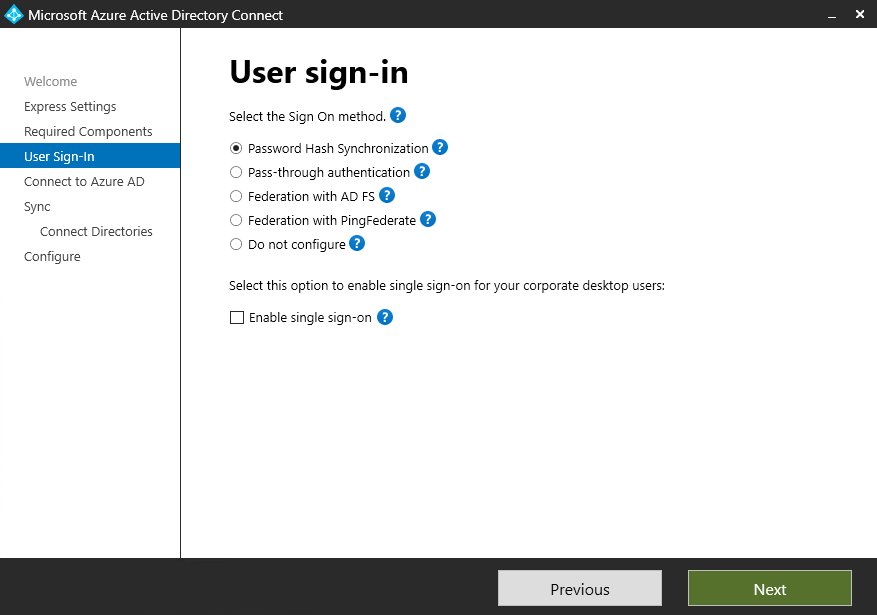 Microsoft Azure Active Directory Connect
Welcome
Express Settings
Required Components
User Sign-In
Connect to Azure AD
Sync
Connect Directories
Configure
User sign-in
Select the Sign On method. ?
Password Hash Synchronization ?
Pass-through authentication ?
Federation with AD FS ?
Federation with PingFederate ?
Do not configure ?
Select this option to enable single sign-on for your corporate desktop users:
Enable single sign-on ?
Previous
Next